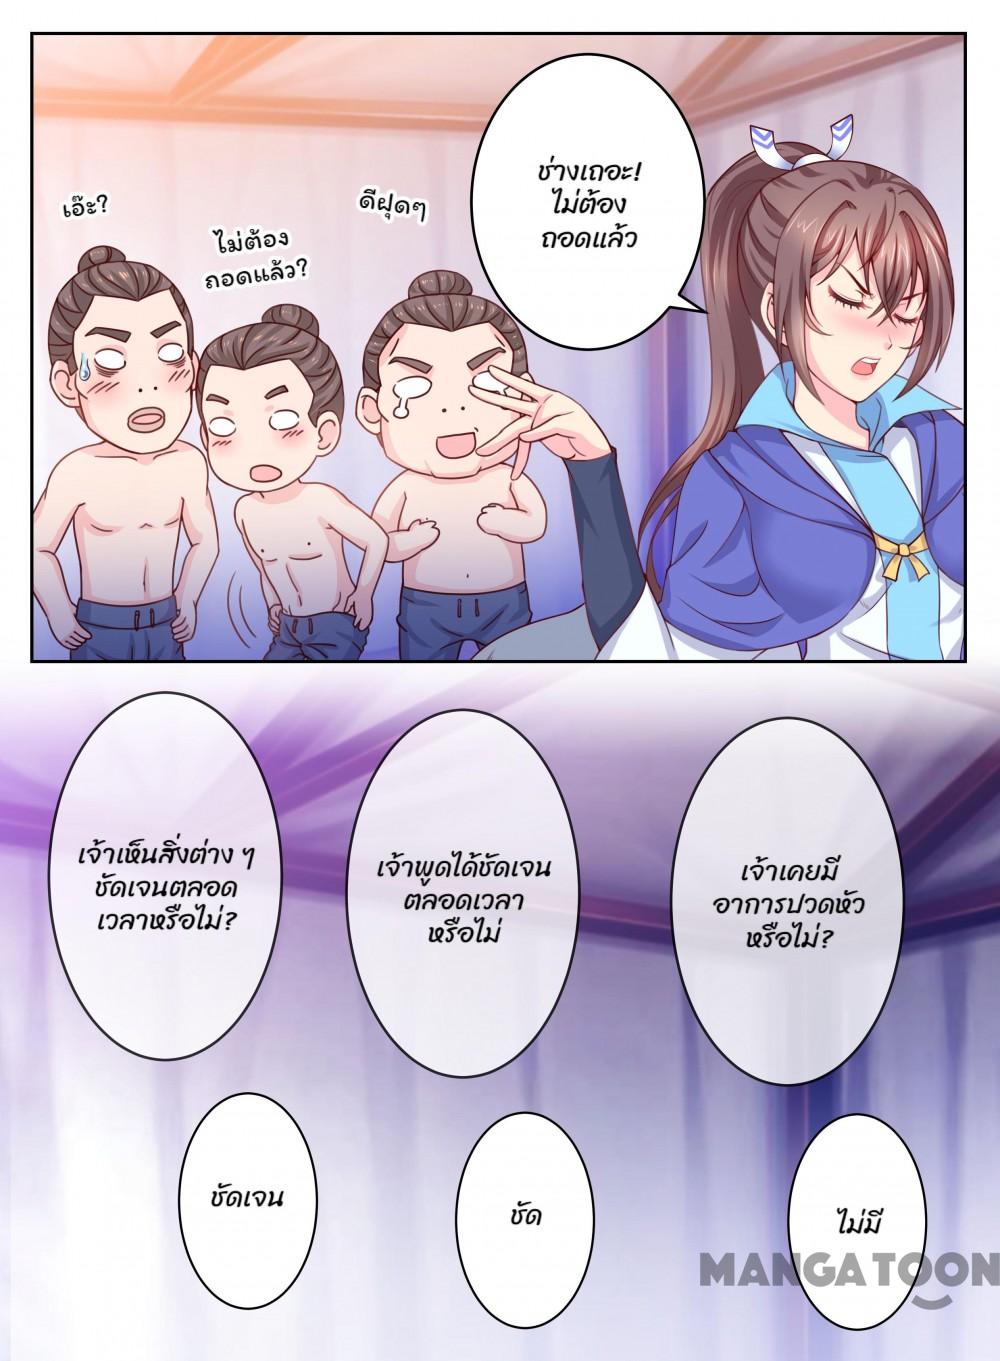 เอ๊ะ?
ไม่ต้อง
ถอดแล้ว?
ดีฝุดๆ
ช่างเถอะ!
ไม่ต้อง
ถอดแล้ว
เจ้าเห็นสิ่งต่าง ๆ
ชัดเจนตลอด
เวลาหรือไม่?
เจ้าพูดได้ชัดเจน
ตลอดเวลา
หรือไม่
เจ้าเคยมี
อาการปวดหัว
หรือไม่?
ชัดเจน
ชัด
ไม่มี
MANGATOON